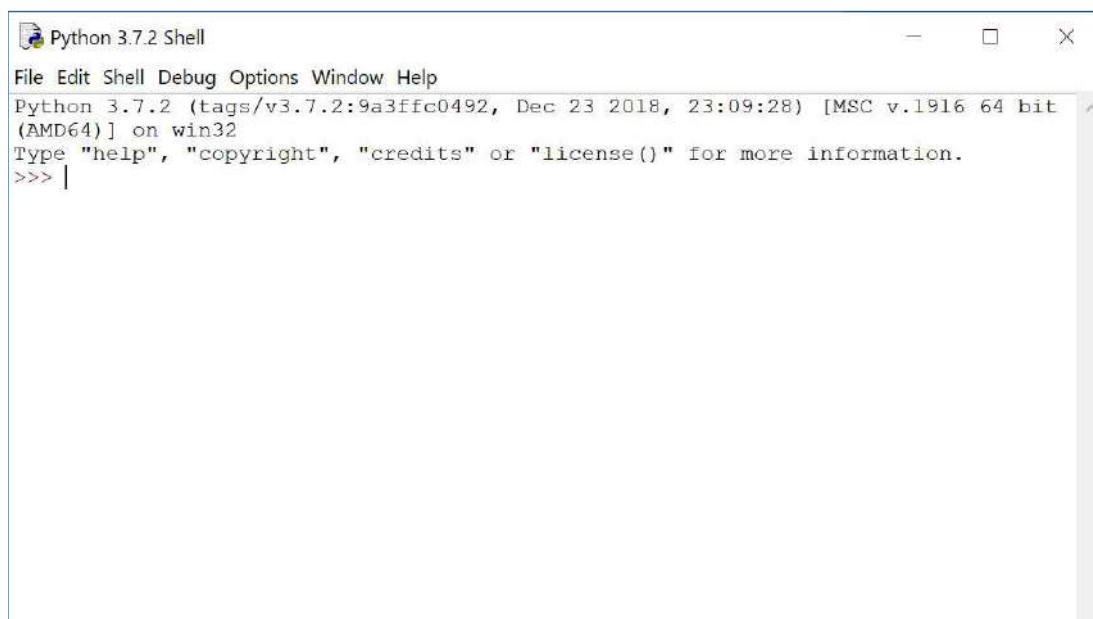 Python 3.7.2 Shell
File Edit Shell Debug Options Window Help
Python 3.7.2 (tags/v3.7.2:9a3ffc0492, Dec 23 2018, 23:09:28) [MSC v.1916 64 bit
(AMD64)] on win32
Type "help", "copyright", "credits" or "license()" for more information.
>>>